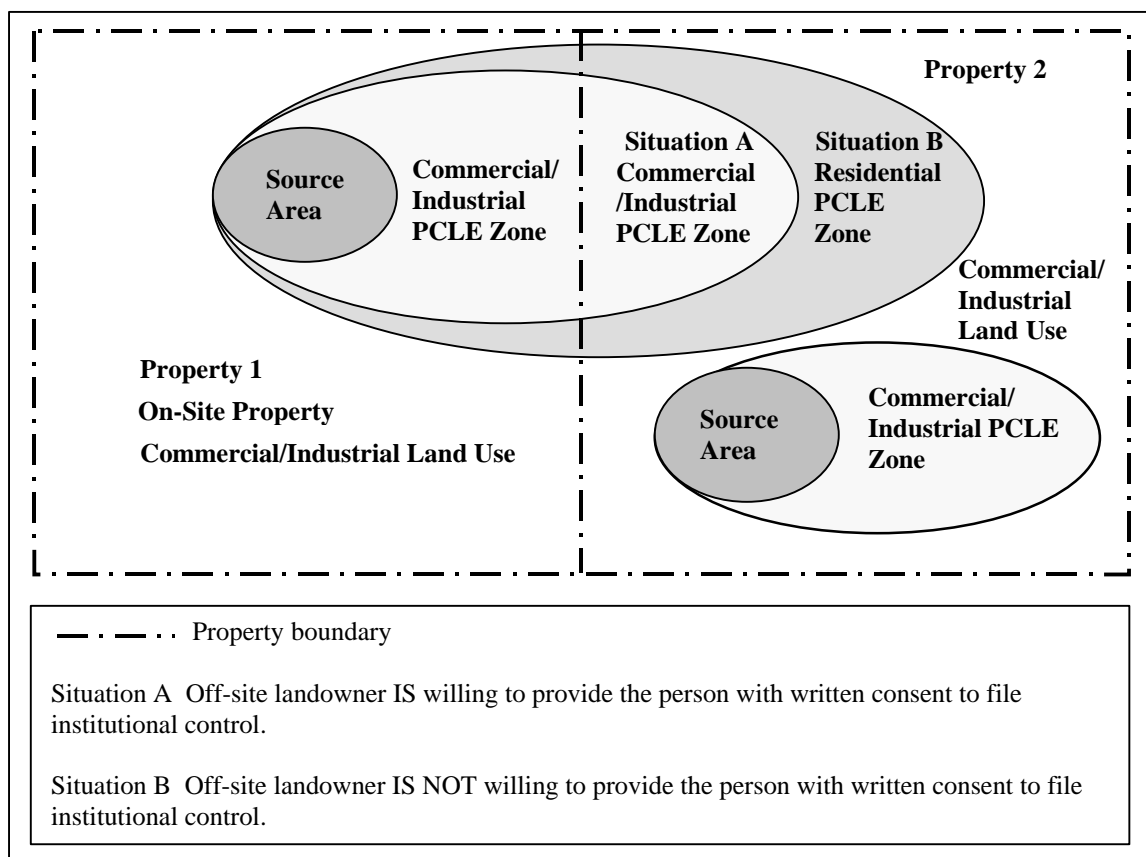 Property 2
Source
Area
Commercial/
Industrial
PCLE Zone
Situation A
Commercial
/Industrial
PCLE Zone
Situation B
Residential
PCLE
Zone
Commercial/
Industrial
Land Use
Property 1
On-Site Property
Commercial/Industrial Land Use
Source
Area
Commercial/
Industrial PCLE
Zone
Property boundary
Situation A  Off-site landowner IS willing to provide the person with written consent to file
institutional control.
Situation B  Off-site landowner IS NOT willing to provide the person with written consent to file
institutional control.